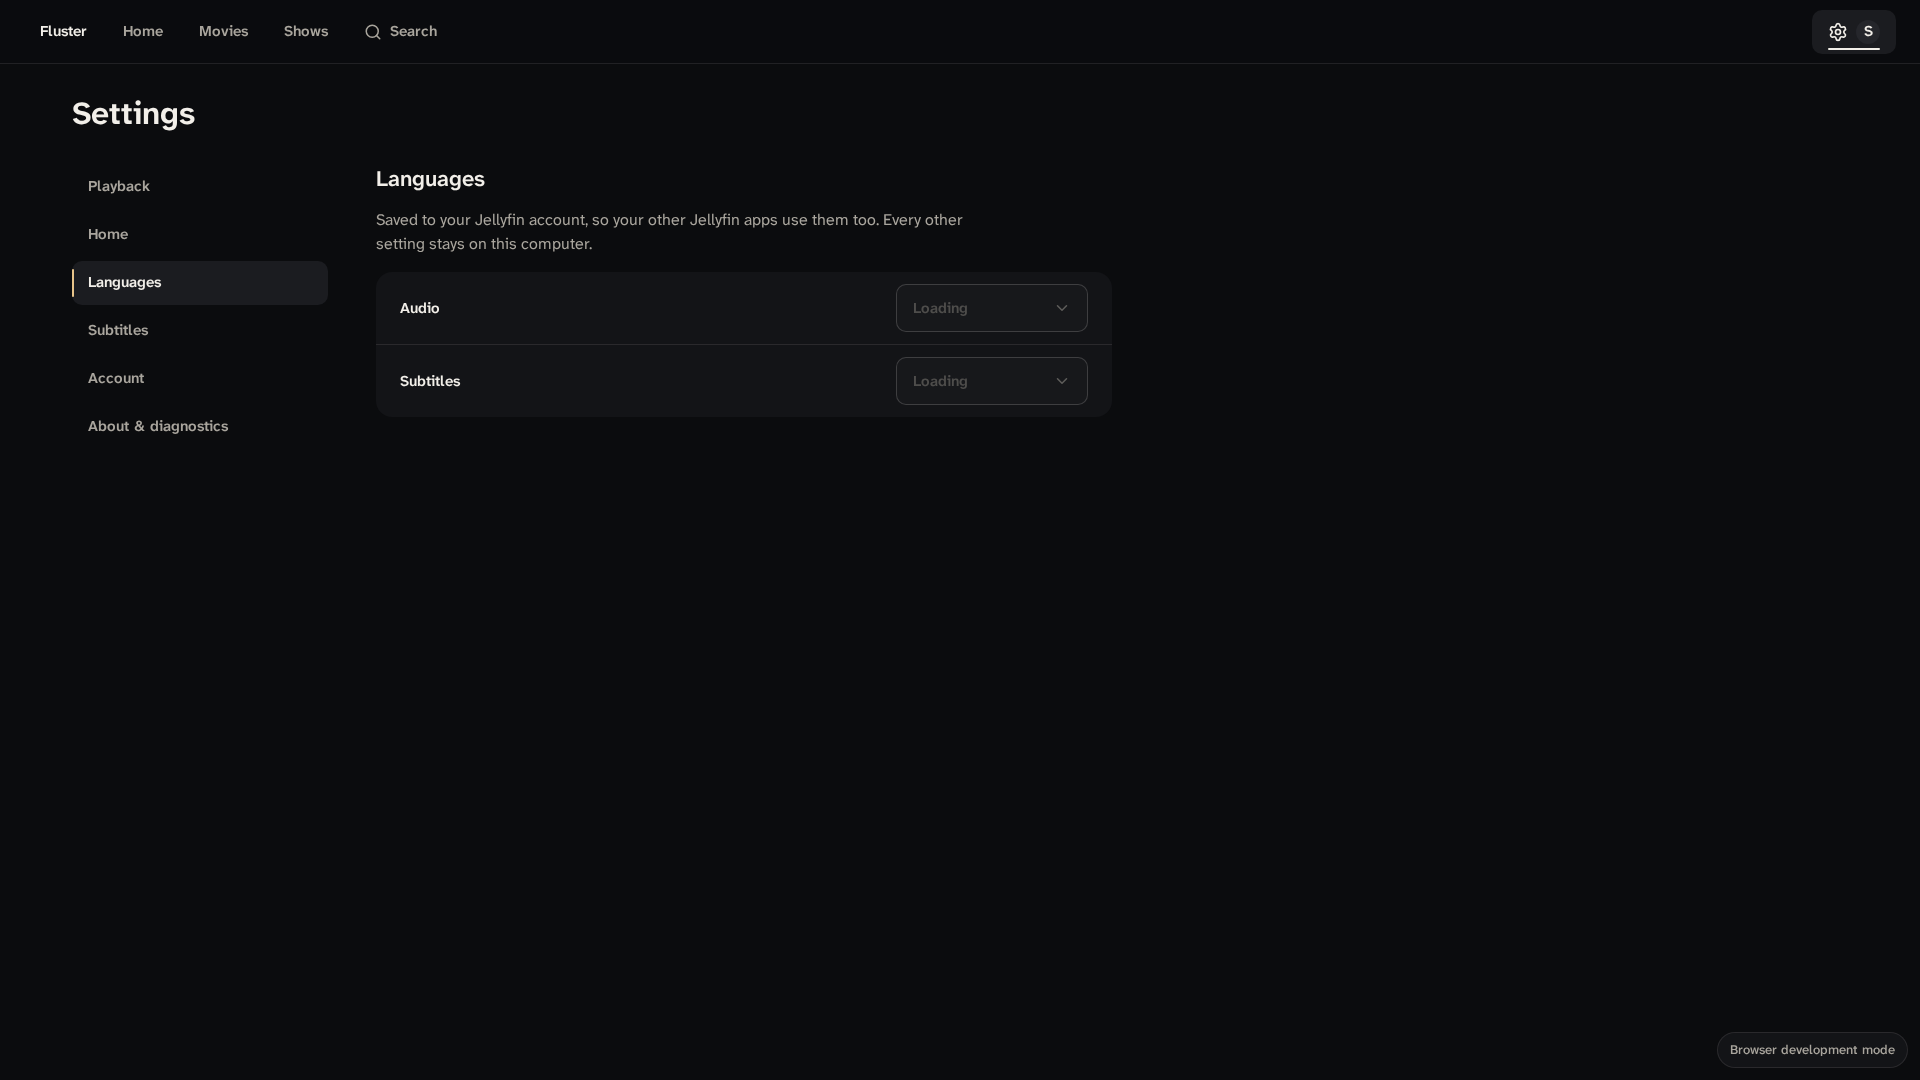 Fluster
Home
Movies
Shows
Search
S
Settings
Playback
Home
Languages
Subtitles
Account
About & diagnostics
Languages
Saved to your Jellyfin account, so your other Jellyfin apps use them too. Every other
setting stays on this computer.
Audio
Loading
Subtitles
Loading
Browser development mode